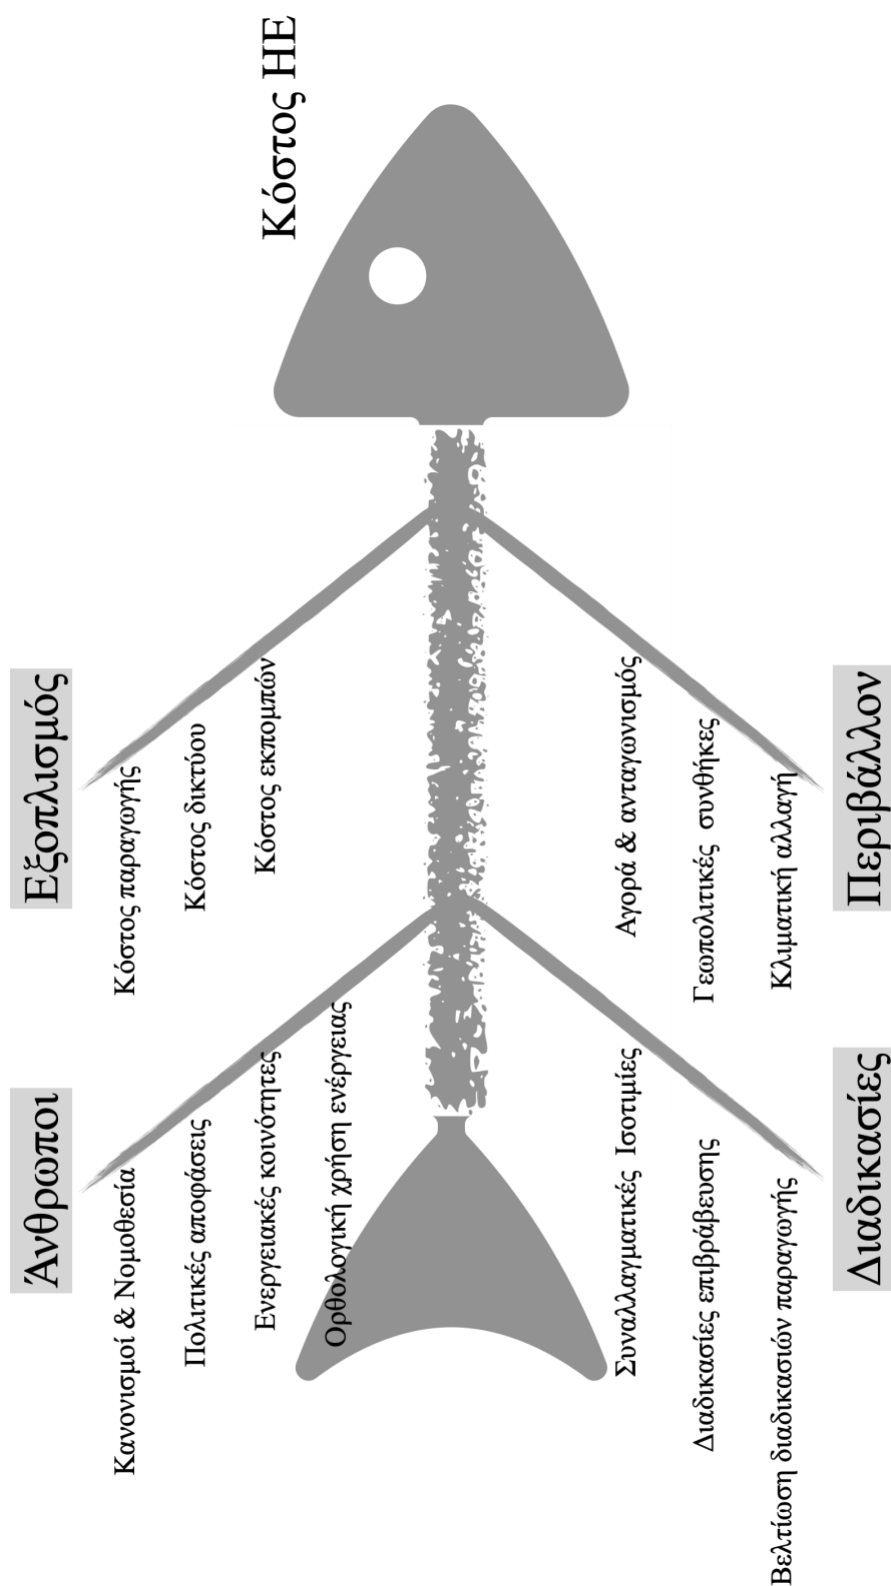 Κόστος ΗΕ
Άνθρωποι
Κανονισμοί & Νομοθεσία
Πολιτικές αποφάσεις
Ενεργειακές κοινότητες
Ορθολογική χρήση ενέργειας
Εξοπλισμός
Κόστος παραγωγής
Κόστος δικτύου
Κόστος εκπομπών
Συναλλαγματικές Ισοτιμίες
Διαδικασίες επιβράβευσης
Βελτίωση διαδικασιών παραγωγής
Διαδικασίες
Αγορά & ανταγωνισμός
Γεωπολιτικές συνθήκες
Κλιματική αλλαγή
Περιβάλλον